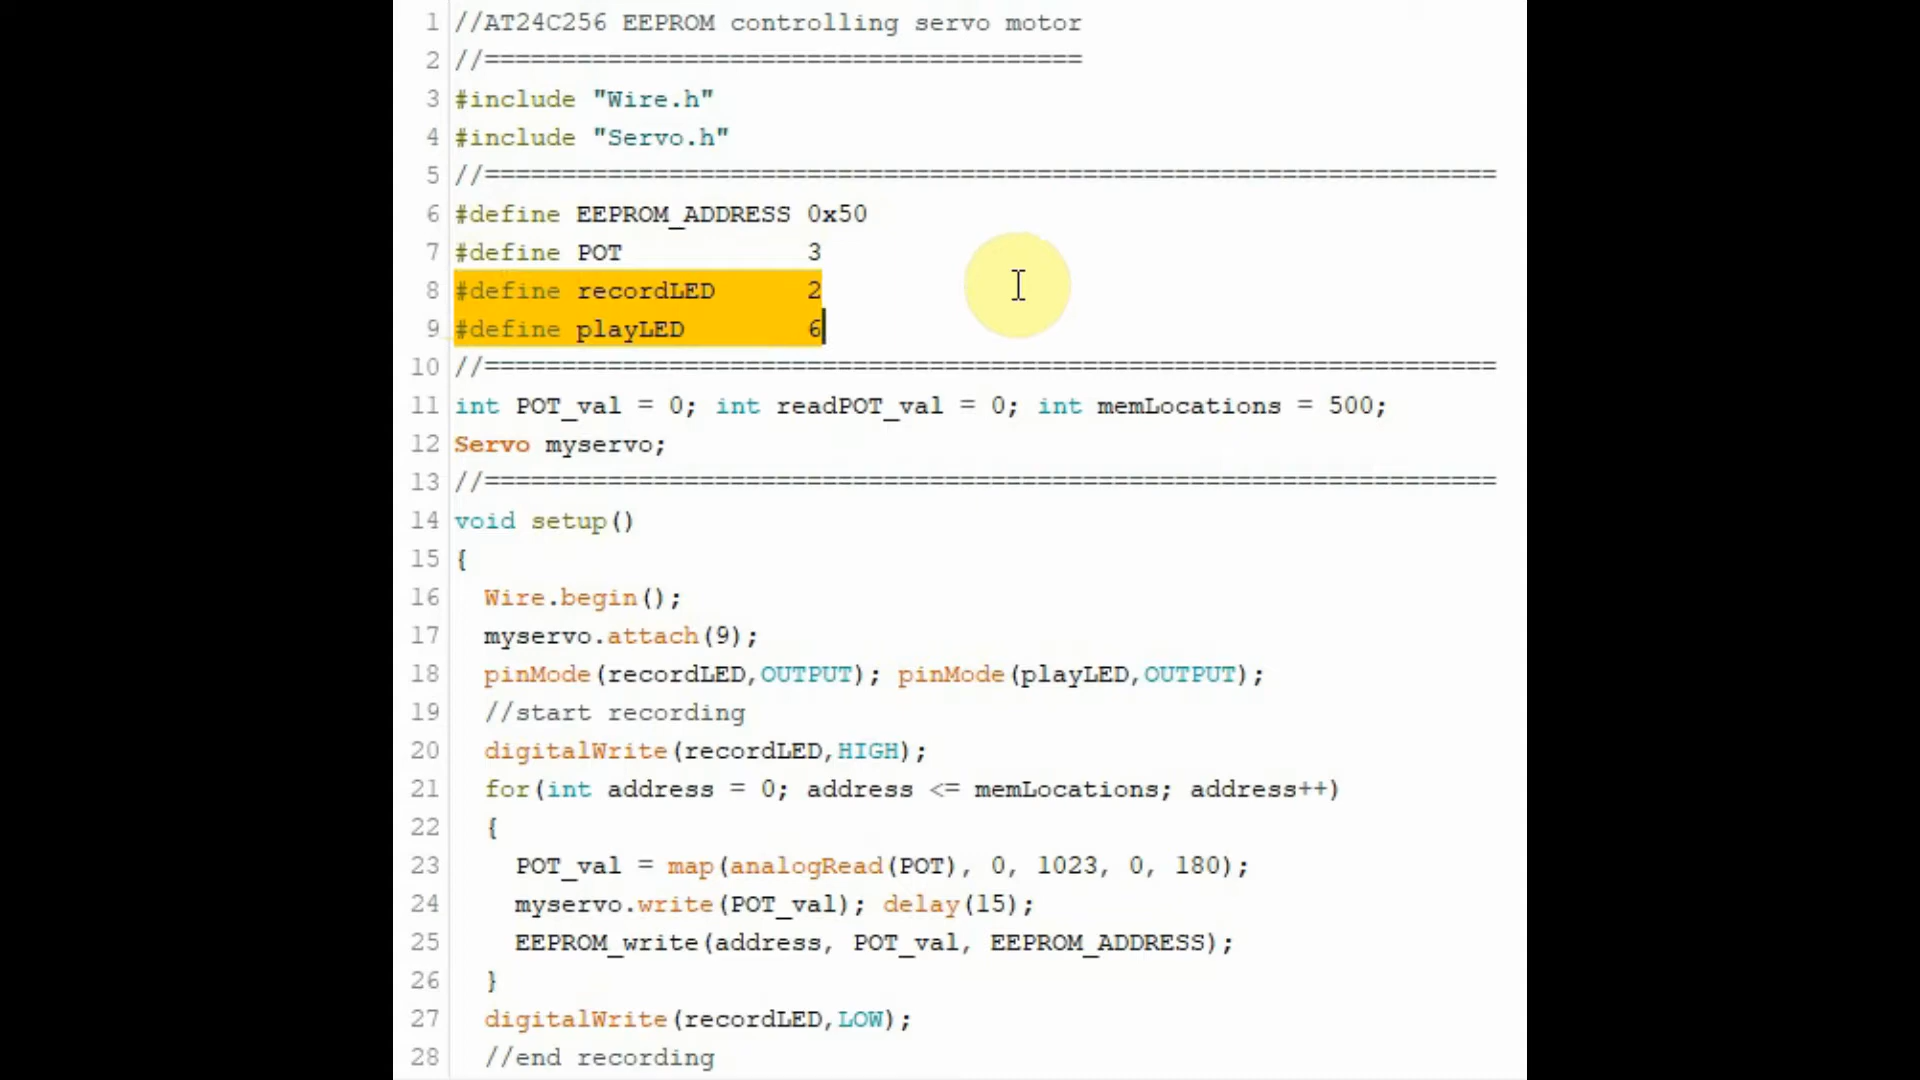 1 //AT24C256 EEPROM controlling servo motor
2 //=======================================
3 #include "Wire.h"
4 #include "Servo.h"
5 //==================================================================
6 #define EEPROM_ADDRESS 0x50
7 #define POT            3
8 #define recordLED      2
9 #define playLED        6
10 //==================================================================
11 int POT_val = 0; int readPOT_val = 0; int memLocations = 500;
12 Servo myservo;
13 //==================================================================
14 void setup()
15 {
16   Wire.begin();
17   myservo.attach(9);
18   pinMode(recordLED,OUTPUT); pinMode(playLED,OUTPUT);
19   //start recording
20   digitalWrite(recordLED,HIGH);
21   for(int address = 0; address <= memLocations; address++)
22   {
23     POT_val = map(analogRead(POT), 0, 1023, 0, 180);
24     myservo.write(POT_val); delay(15);
25     EEPROM_write(address, POT_val, EEPROM_ADDRESS);
26   }
27   digitalWrite(recordLED,LOW);
28   //end recording